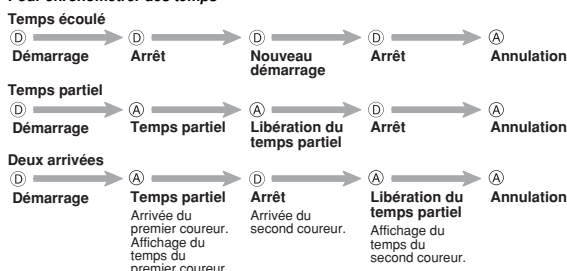 Pour chronométrer des temps
Temps écoulé
D D D D A
Démarrage Arrêt Nouveau démarrage Arrêt Annulation
Temps partiel
D A A D A
Démarrage Temps partiel Libération du temps partiel Arrêt Annulation
Deux arrivées
D A D A A
Démarrage Temps partiel Arrêt Libération du temps partiel Annulation
Arrivée du premier coureur. Affichage du temps du premier coureur
Arrivée du second coureur.
Affichage du temps du second coureur.